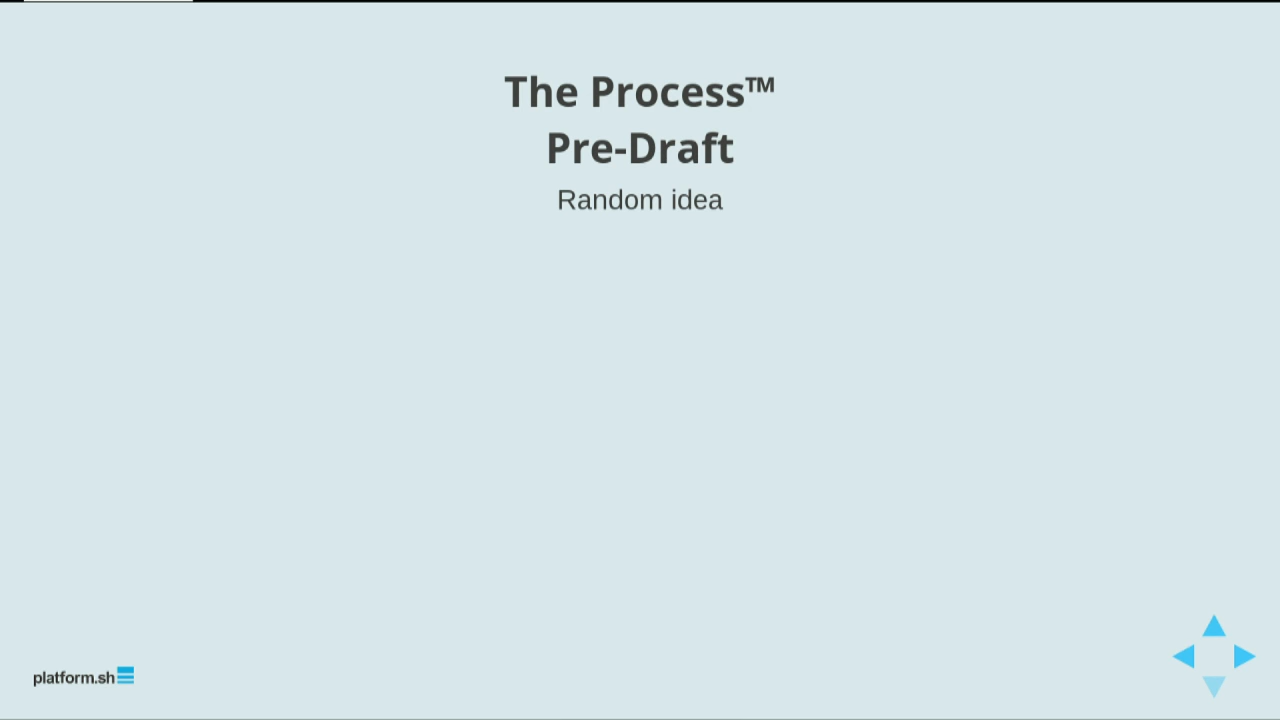 The Process™
Pre-Draft
Random idea
platform.sh